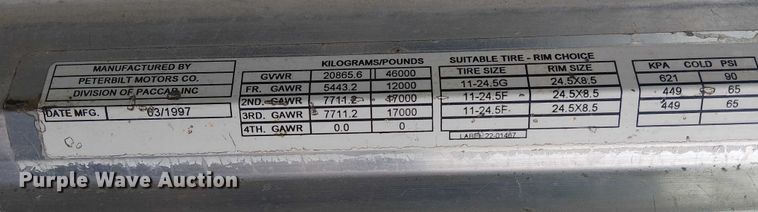 MANUFACTURED BY
PETERBILT MOTORS CO.
DIVISION OF PACCAR INC
DATE MFG. 03/1997
KILOGRAMS/POUNDS
GVWR 20865.6 46000
FR. GAWR 5443.2 12000
2ND. GAWR 7711.2 17000
3RD. GAWR 7711.2 17000
4TH. GAWR 0.0 0
SUITABLE TIRE - RIM CHOICE
TIRE SIZE RIM SIZE
11-24.5G 24.5X8.5
11-24.5F 24.5X8.5
11-24.5F 24.5X8.5
LABEL 22-01467
KPA COLD PSI
621 90
449 65
449 65
Purple Wave Auction